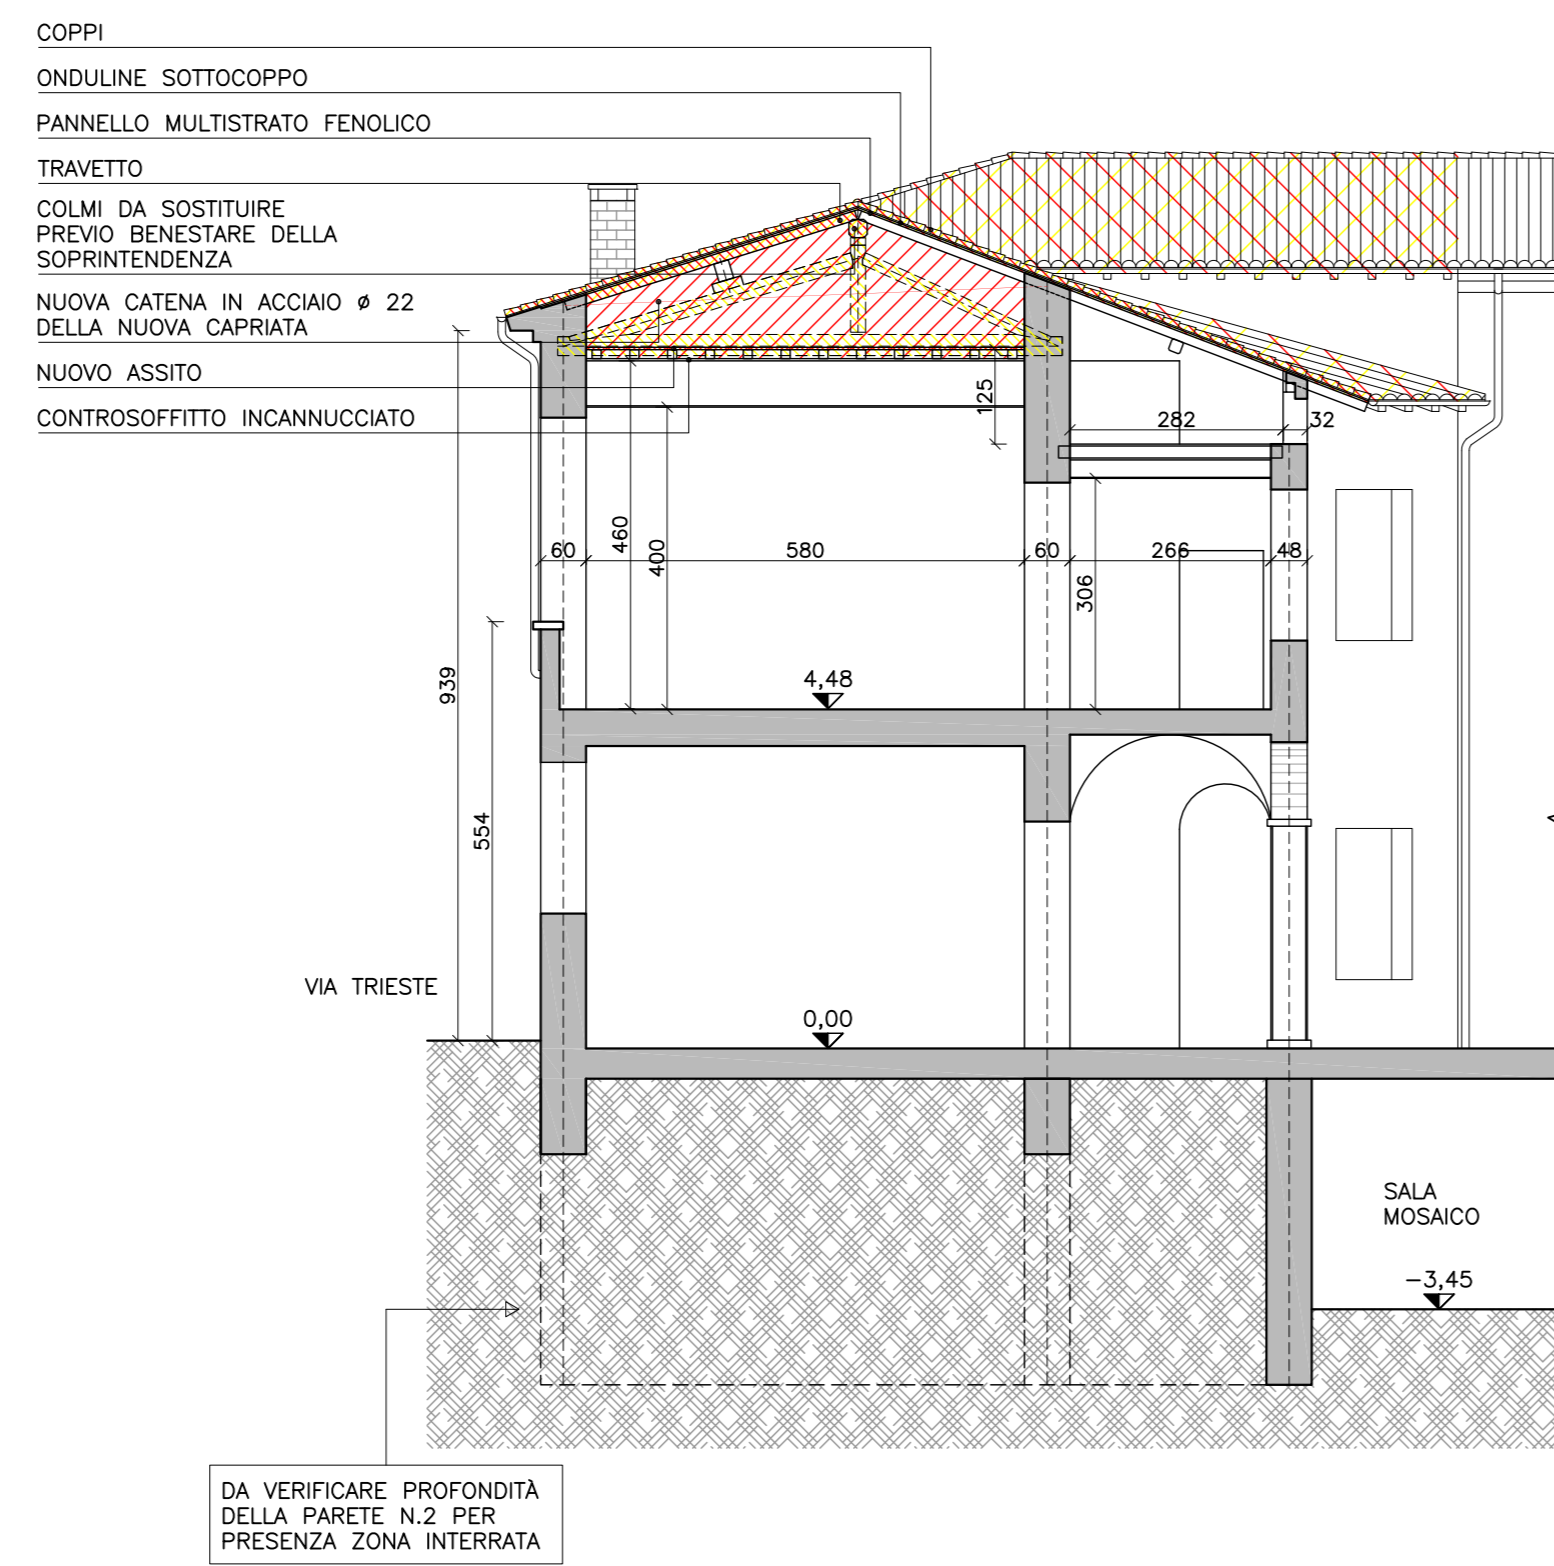 COPPI
ONDULINE SOTTOCOPPO
PANNELLO MULTISTRATO FENOLICO
TRAVETTO
COLMI DA SOSTITUIRE
PREVIO BENESTARE DELLA
SOPRINTENDENZA
NUOVA CATENA IN ACCIAIO ø 22
DELLA NUOVA CAPRIATA
NUOVO ASSITO
CONTROSOFFITTO INCANNUCCIATO
125
282
32
460
400
60
580
60
266
48
306
939
554
4,48
VIA TRIESTE
0,00
SALA
MOSAICO
-3,45
DA VERIFICARE PROFONDITÀ
DELLA PARETE N.2 PER
PRESENZA ZONA INTERRATA